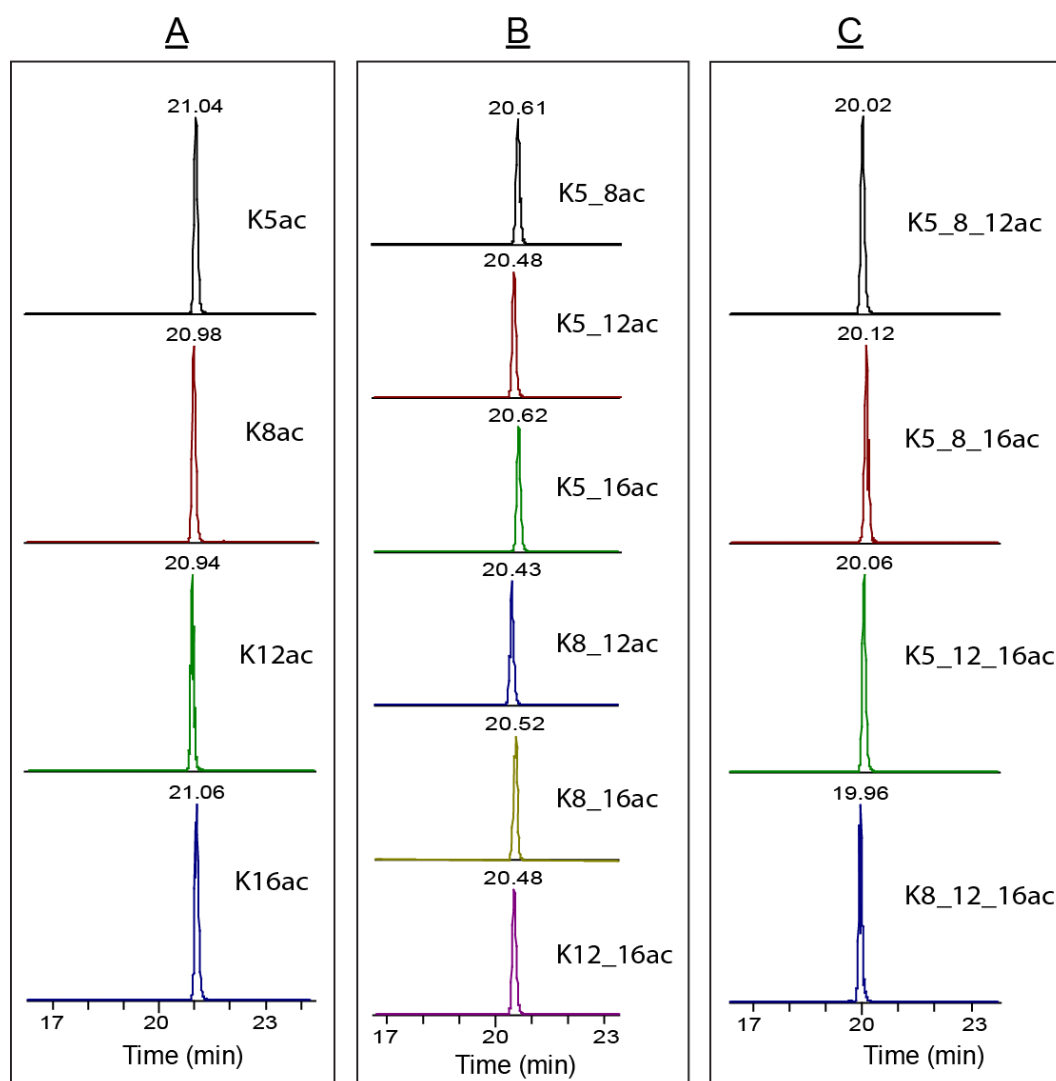 A
21.04
K5ac
20.98
K8ac
20.94
K12ac
21.06
K16ac
17 20 23
Time (min)
B
20.61
K5_8ac
20.48
K5_12ac
20.62
K5_16ac
20.43
K8_12ac
20.52
K8_16ac
20.48
K12_16ac
17 20 23
Time (min)
C
20.02
K5_8_12ac
20.12
K5_8_16ac
20.06
K5_12_16ac
19.96
K8_12_16ac
17 20 23
Time (min)